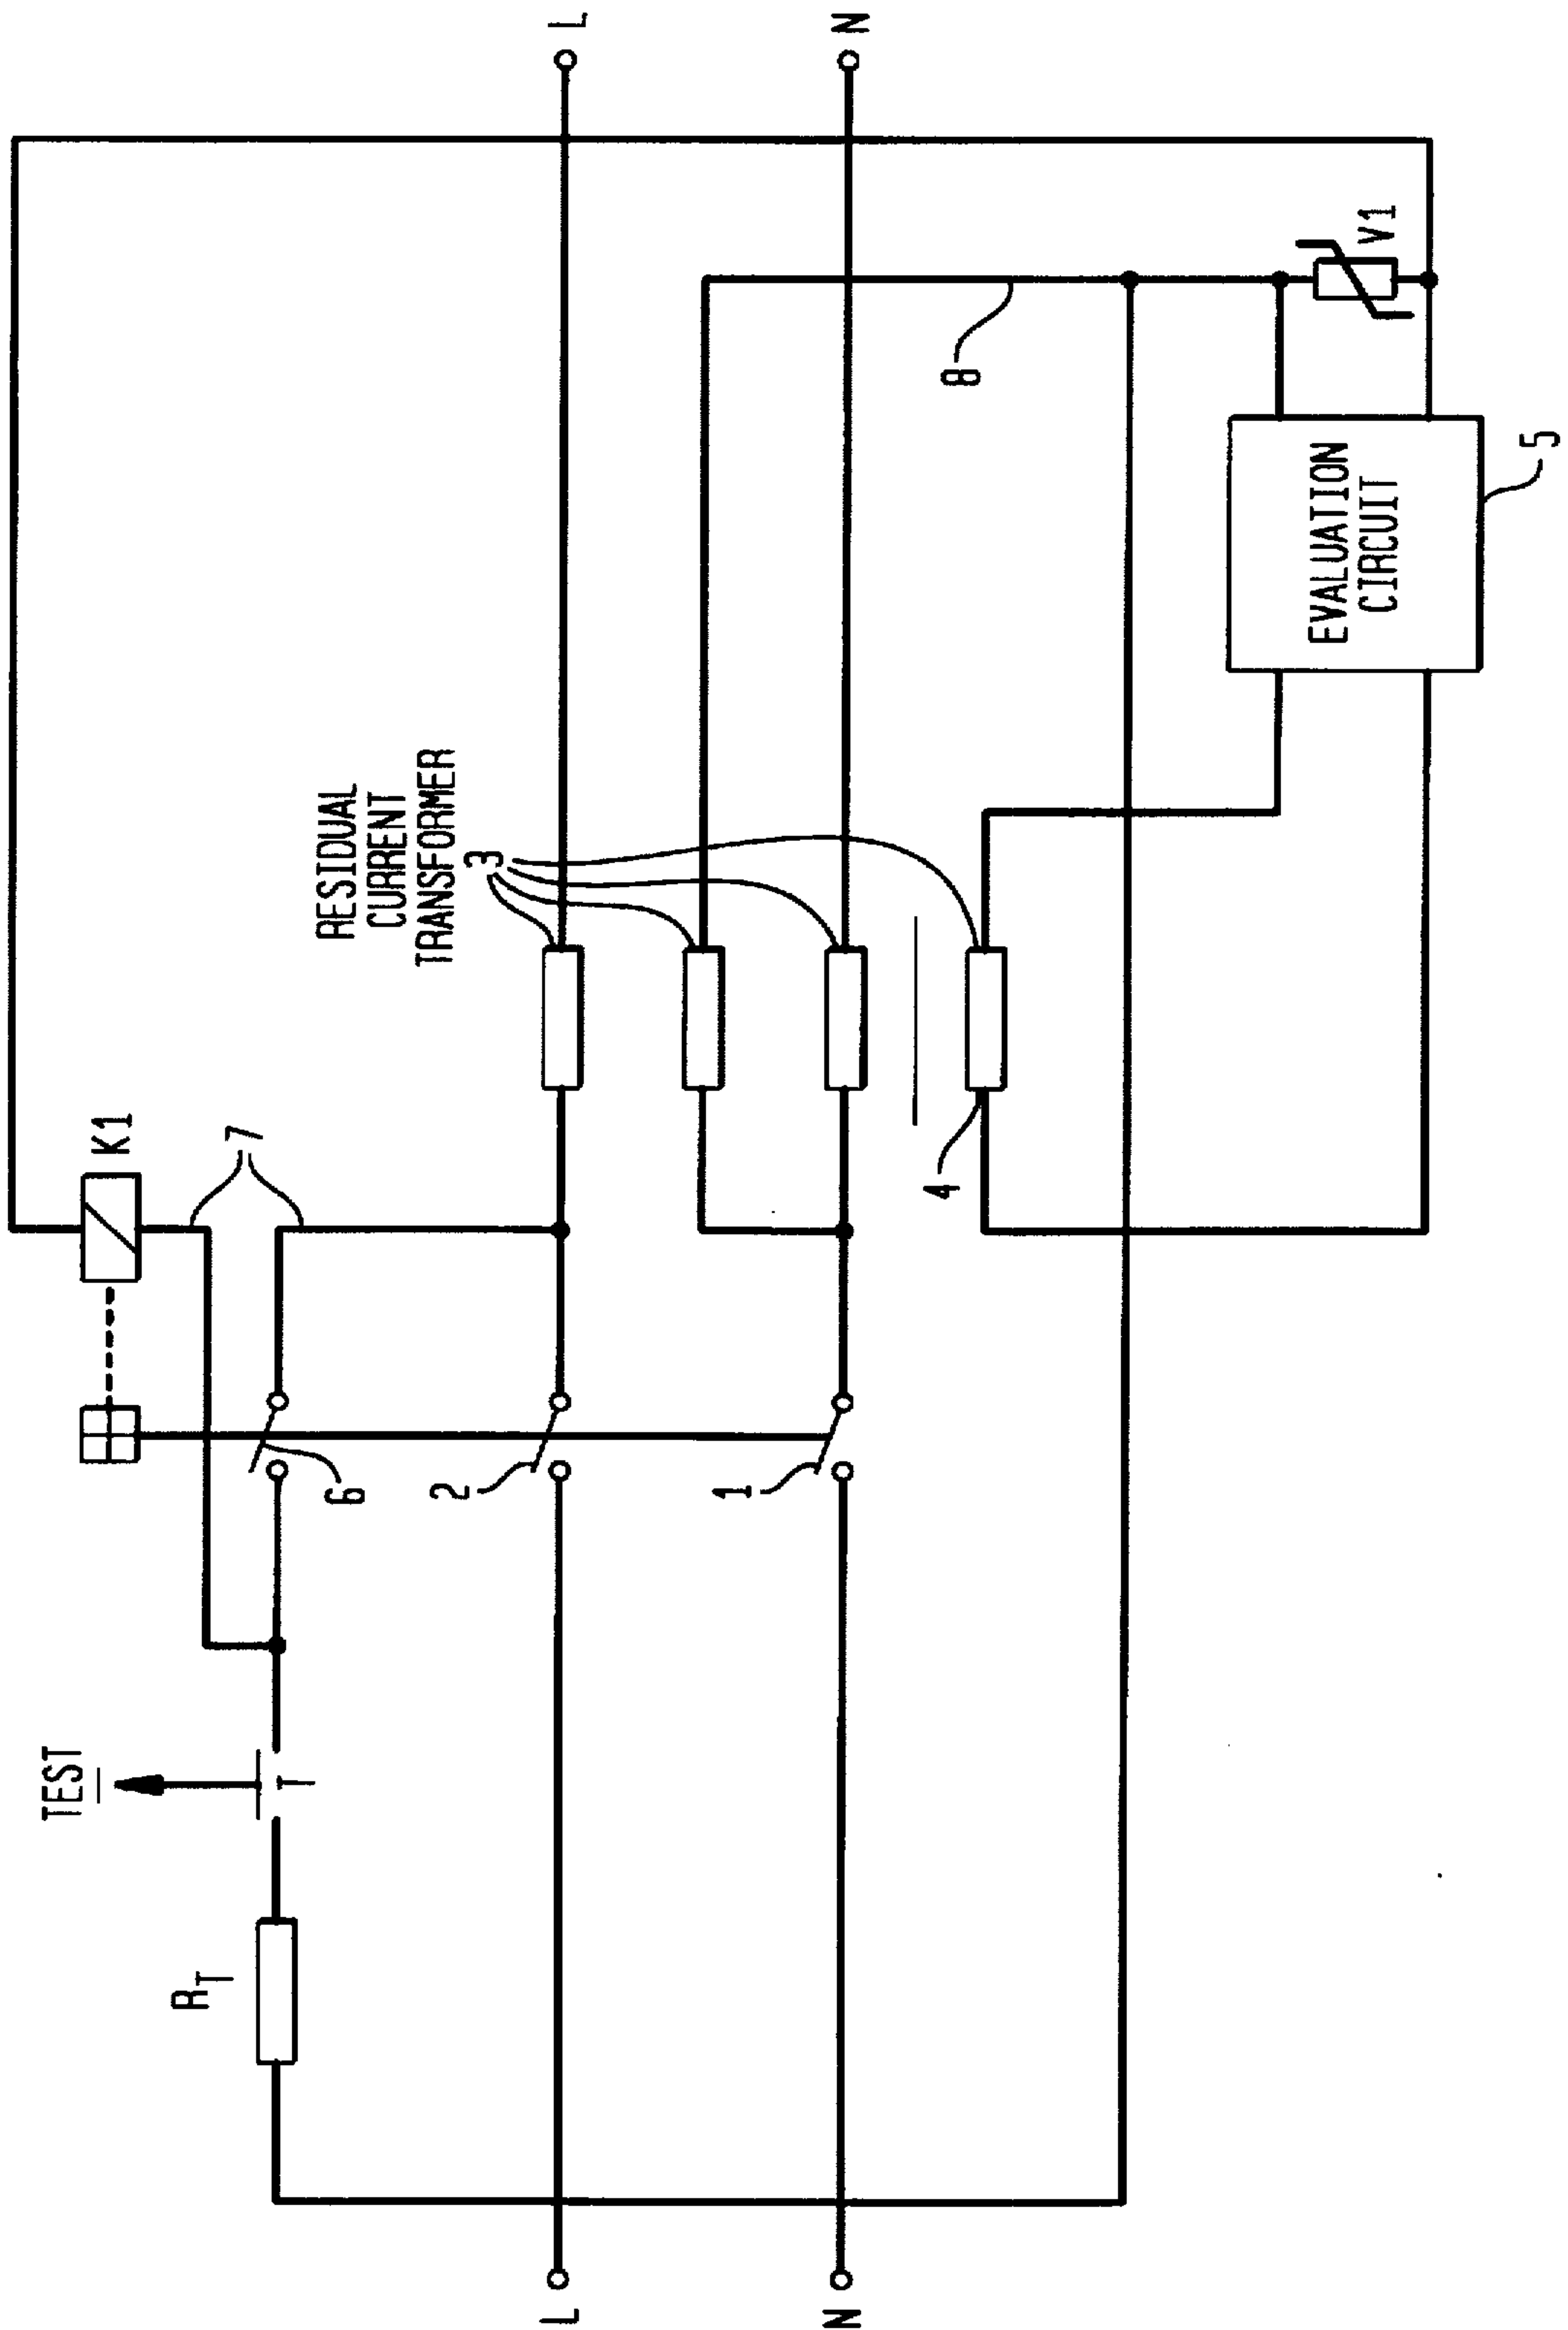 TEST
R_T
T
K1
7
6
2
1
RESIDUAL
CURRENT
TRANSFORMER
3
4
8
V1
EVALUATION
CIRCUIT
5
L
L
N
N